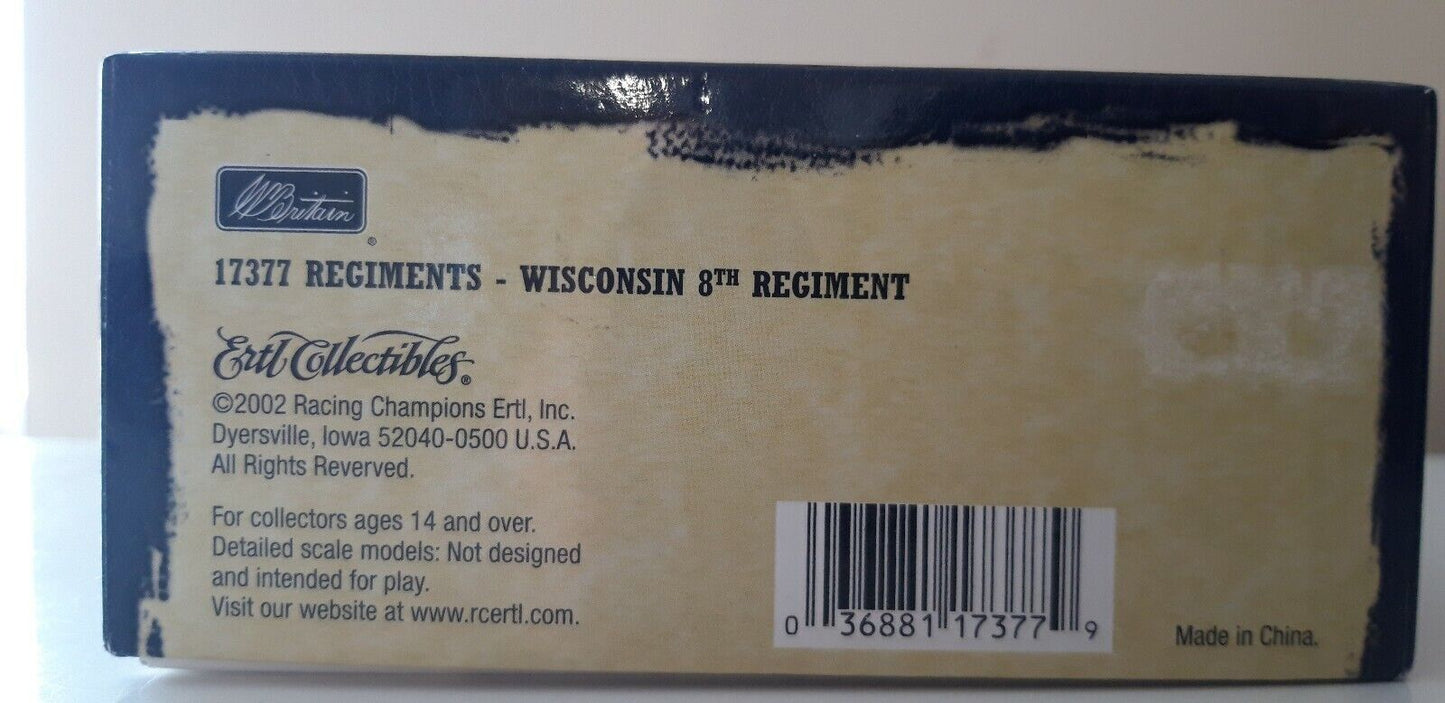 W Britain
®
17377 REGIMENTS - WISCONSIN 8TH REGIMENT
Ertl Collectibles®
©2002 Racing Champions Ertl, Inc.
Dyersville, Iowa 52040-0500 U.S.A.
All Rights Reverved.
For collectors ages 14 and over.
Detailed scale models: Not designed
and intended for play.
Visit our website at www.rcertl.com.
0 36881 17377 9
Made in China.